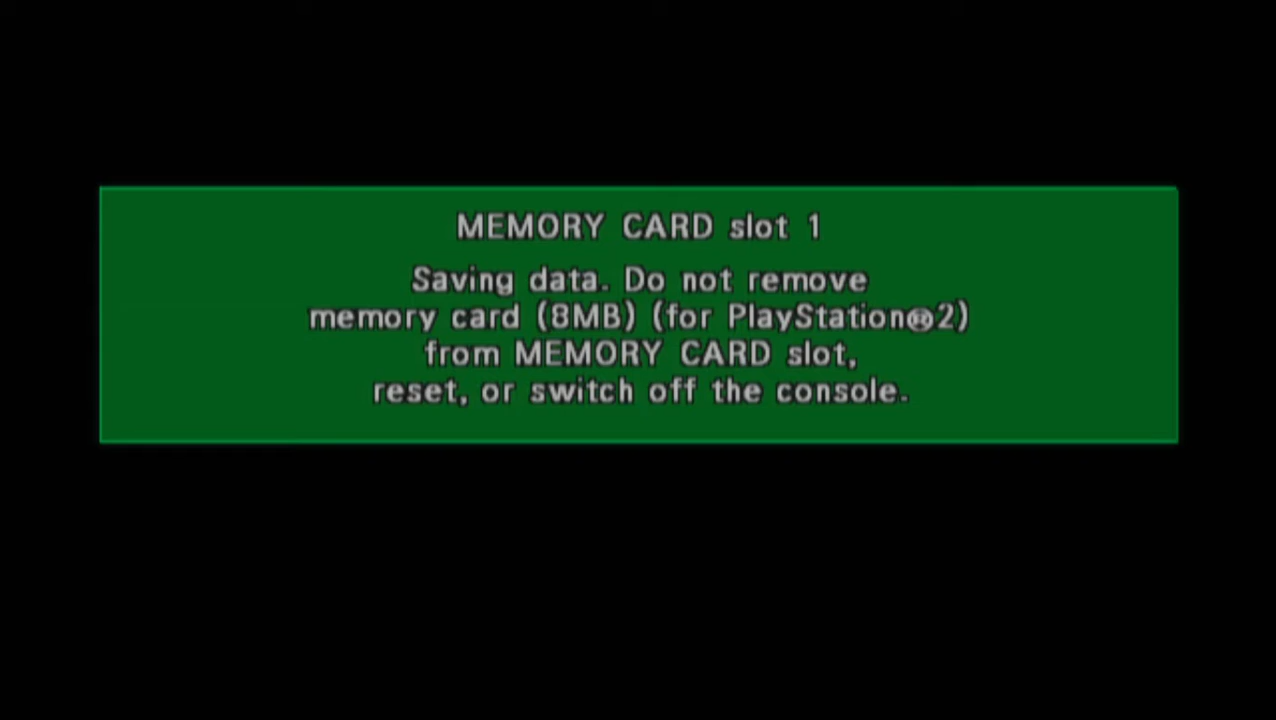 MEMORY CARD slot 1
Saving data. Do not remove
memory card (8MB) (for PlayStation®2)
from MEMORY CARD slot,
reset, or switch off the console.